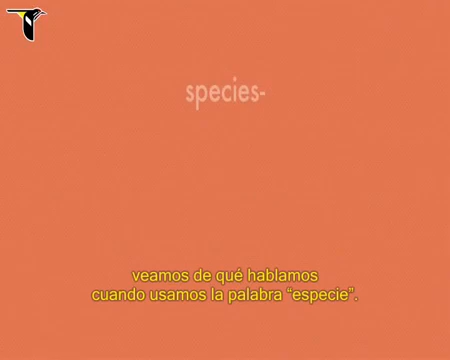 species-
veamos de qué hablamos
cuando usamos la palabra “especie”.